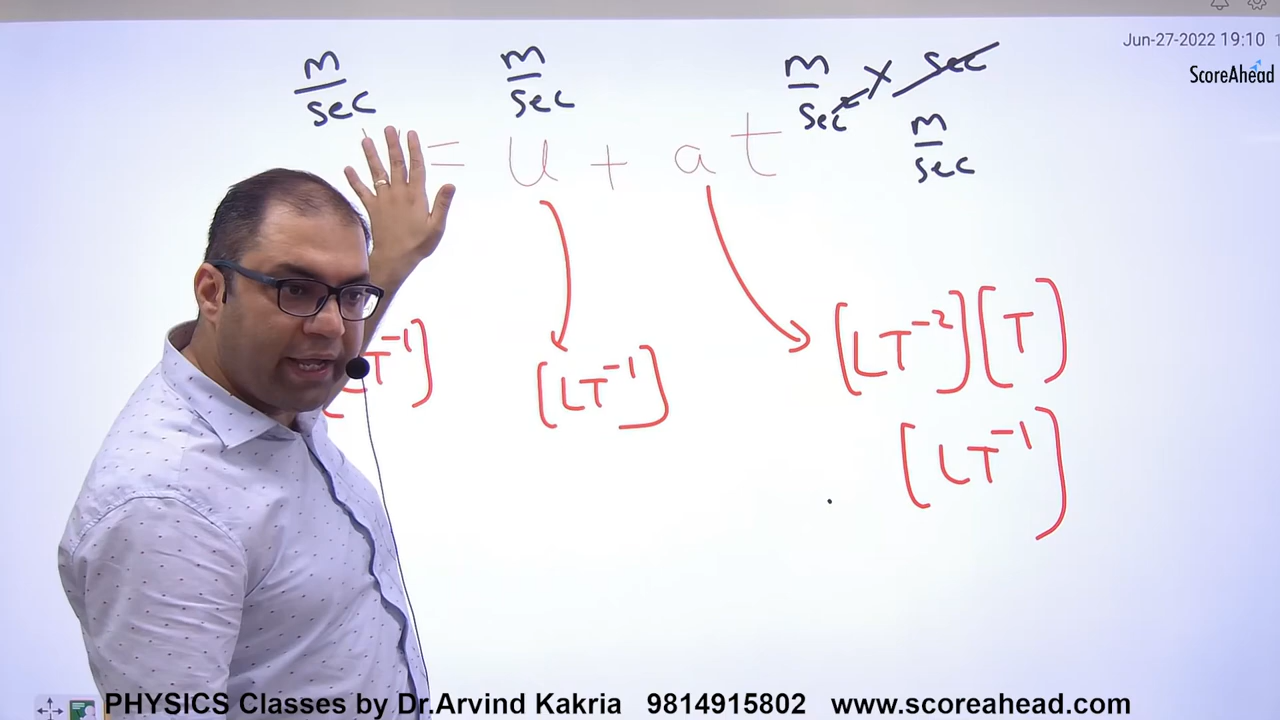 Jun-27-2022 19:10
ScoreAhead
m/sec m/sec m/sec × sec
m/sec
= u + at
T⁻¹] [LT⁻¹] [LT⁻²][T]
[LT⁻¹]
PHYSICS Classes by Dr.Arvind Kakria 9814915802 www.scoreahead.com